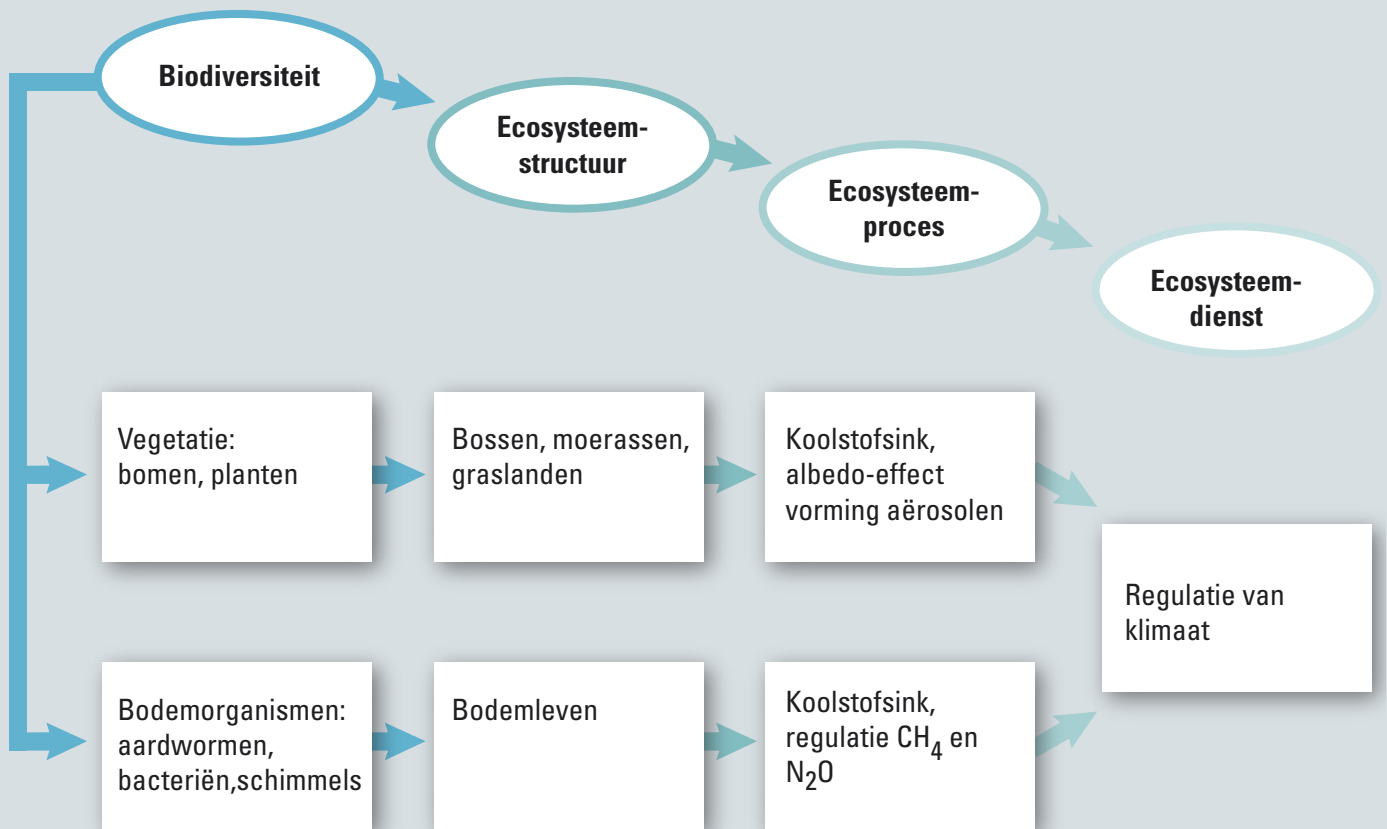 Biodiversiteit
Ecosysteem-
structuur
Ecosysteem-
proces
Ecosysteem-
dienst
Vegetatie:
bomen, planten
Bossen, moerassen,
graslanden
Koolstofsink,
albedo-effect
vorming aërosolen
Regulatie van
klimaat
Bodemorganismen:
aardwormen,
bacteriën,schimmels
Bodemleven
Koolstofsink,
regulatie CH₄ en
N₂O